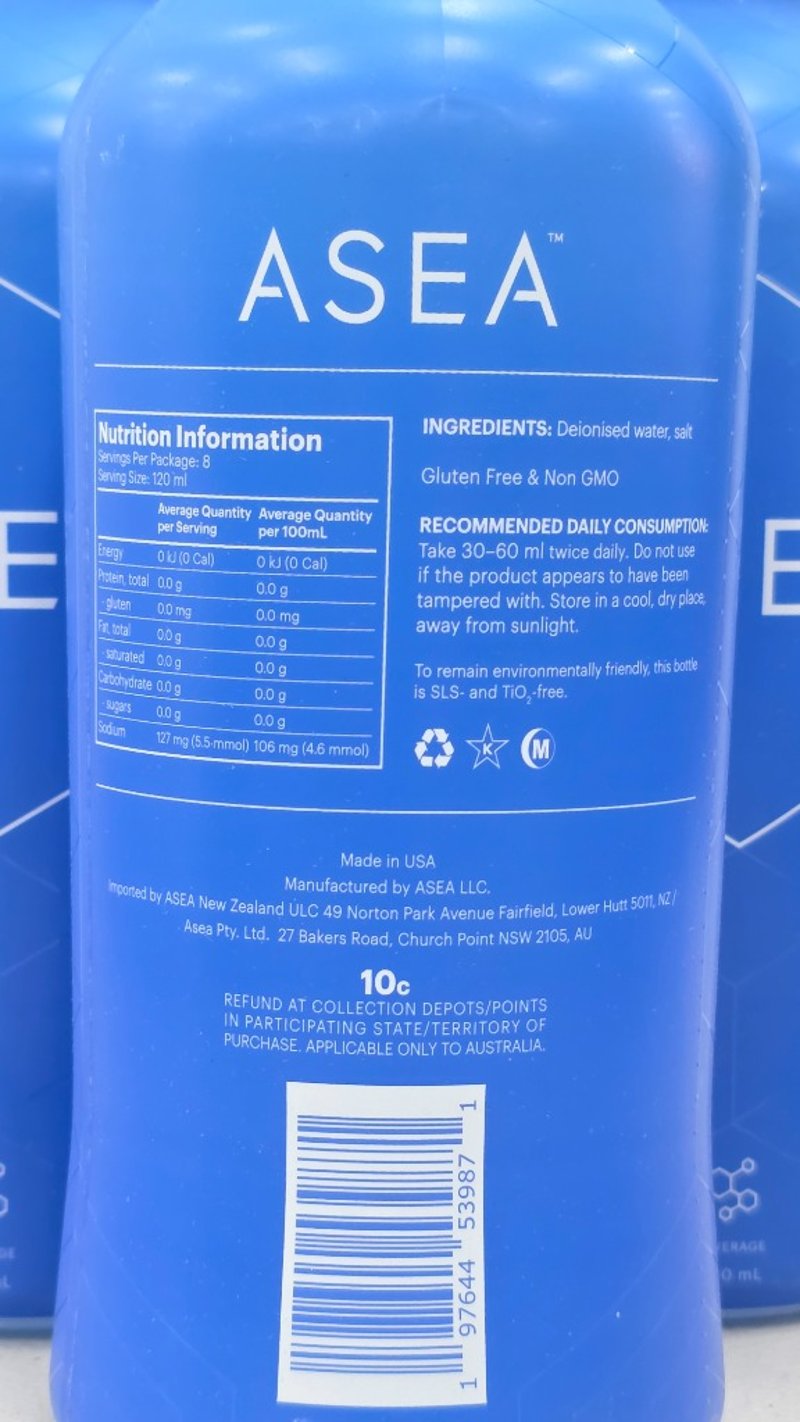 ASEA™
Nutrition Information
Servings Per Package: 8
Serving Size: 120 ml
Average Quantity per Serving Average Quantity per 100mL
Energy 0 kJ (0 Cal) 0 kJ (0 Cal)
Protein, total 0.0 g 0.0 g
- gluten 0.0 mg 0.0 mg
Fat, total 0.0 g 0.0 g
- saturated 0.0 g 0.0 g
Carbohydrate 0.0 g 0.0 g
- sugars 0.0 g 0.0 g
Sodium 127 mg (5.5 mmol) 106 mg (4.6 mmol)
INGREDIENTS: Deionised water, salt
Gluten Free & Non GMO
RECOMMENDED DAILY CONSUMPTION:
Take 30–60 ml twice daily. Do not use
if the product appears to have been
tampered with. Store in a cool, dry place,
away from sunlight.
To remain environmentally friendly, this bottle
is SLS- and TiO₂-free.
K M
Made in USA
Manufactured by ASEA LLC.
Imported by ASEA New Zealand ULC 49 Norton Park Avenue Fairfield, Lower Hutt 5011, NZ /
Asea Pty. Ltd. 27 Bakers Road, Church Point NSW 2105, AU
10c
REFUND AT COLLECTION DEPOTS/POINTS
IN PARTICIPATING STATE/TERRITORY OF
PURCHASE. APPLICABLE ONLY TO AUSTRALIA.
1 97644 53987 1
E
E